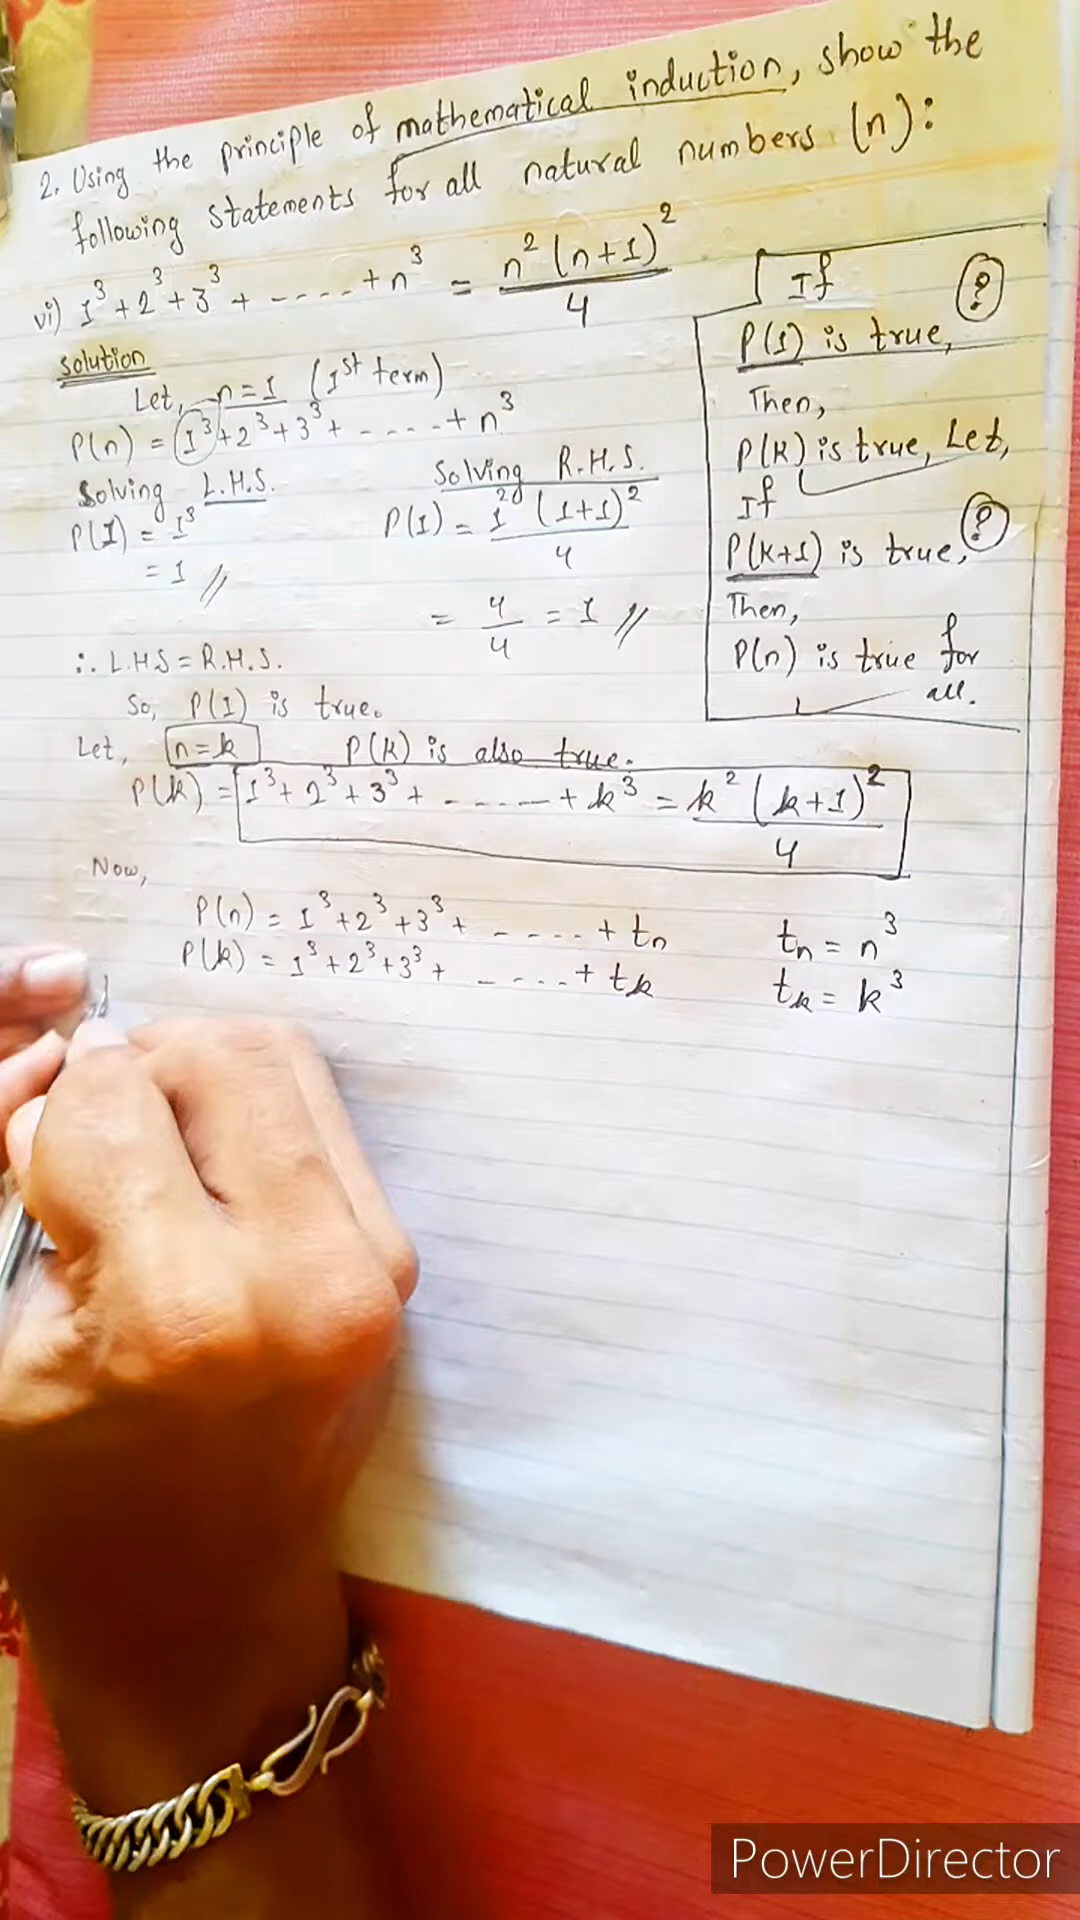 2. Using the principle of mathematical induction, show the
following statements for all natural numbers (n):
vi) 1³ + 2³ + 3³ + ----- + n³ = n² (n+1)² / 4
Solution
Let, n = 1 (1st term)
P(n) = 1³ + 2³ + 3³ + ----- + n³
Solving L.H.S.
P(1) = 1³
= 1 //
Solving R.H.S.
P(1) = 1² (1+1)² / 4
= 4/4 = 1 //
∴ L.H.S = R.H.S.
So, P(1) is true.
If ?
P(1) is true,
Then,
P(k) is true, Let,
If
P(k+1) is true, ?
Then,
P(n) is true for
all.
Let, n = k P(k) is also true.
P(k) = 1³ + 2³ + 3³ + ------ + k³ = k² (k+1)² / 4
Now,
P(n) = 1³ + 2³ + 3³ + ----- + tn tn = n³
P(k) = 1³ + 2³ + 3³ + ----- + tk tk = k³
PowerDirector